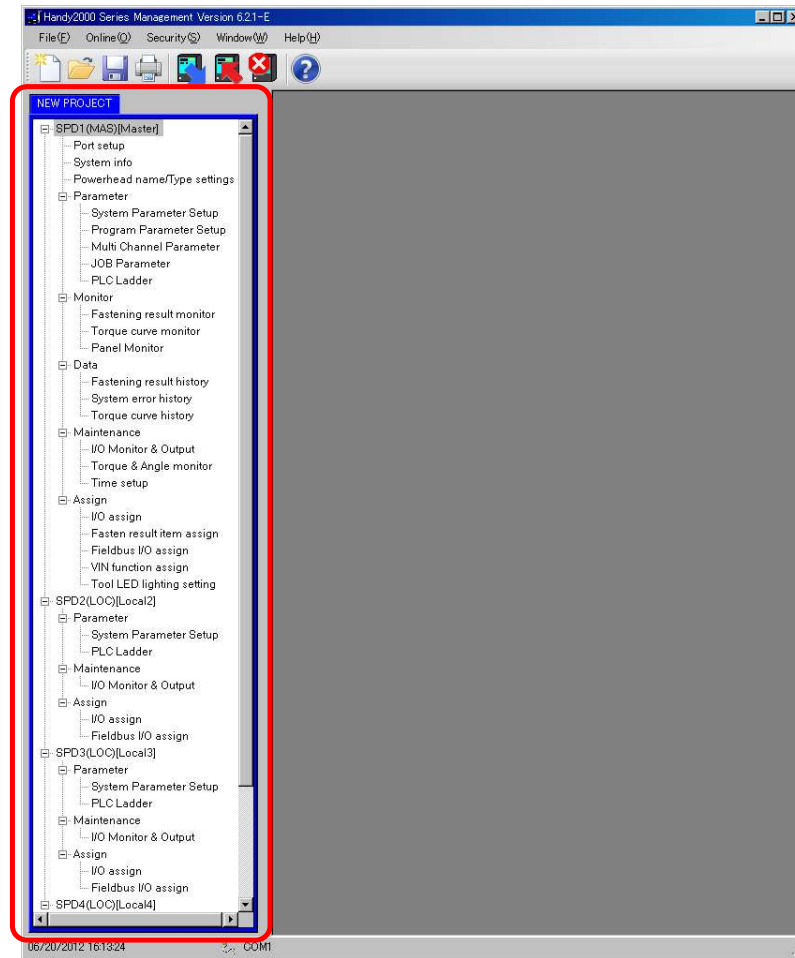 Handy2000 Series Management Version 6.2.1-E
File(F) Online(O) Security(S) Window(W) Help(H)
NEW PROJECT
SPD1(MAS)[Master]
Port setup
System info
Powerhead name/Type settings
Parameter
System Parameter Setup
Program Parameter Setup
Multi Channel Parameter
JOB Parameter
PLC Ladder
Monitor
Fastening result monitor
Torque curve monitor
Panel Monitor
Data
Fastening result history
System error history
Torque curve history
Maintenance
I/O Monitor & Output
Torque & Angle monitor
Time setup
Assign
I/O assign
Fasten result item assign
Fieldbus I/O assign
VIN function assign
Tool LED lighting setting
SPD2(LOC)[Local2]
Parameter
System Parameter Setup
PLC Ladder
Maintenance
I/O Monitor & Output
Assign
I/O assign
Fieldbus I/O assign
SPD3(LOC)[Local3]
Parameter
System Parameter Setup
PLC Ladder
Maintenance
I/O Monitor & Output
Assign
I/O assign
Fieldbus I/O assign
SPD4(LOC)[Local4]
06/20/2012 16:13:24 COM1